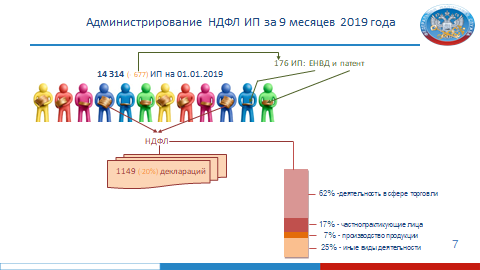 Администрирование НДФЛ ИП за 9 месяцев 2019 года
176 ИП: ЕНВД и патент
14 314 (- 677) ИП на 01.01.2019
НДФЛ
1149 (20%) деклараций
62% -деятельность в сфере торговли
17% - частнопрактикующие лица
7% - производство продукции
25% - иные виды деятельности
7